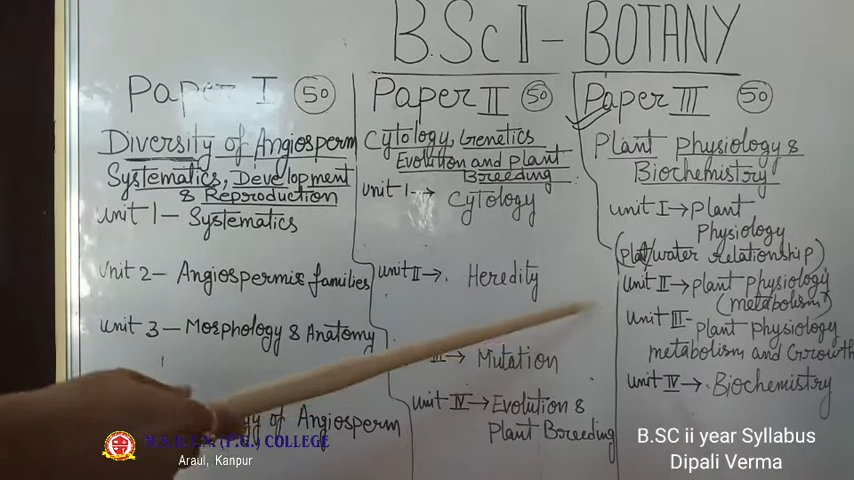 B.Sc II - BOTANY
Paper I 50
Diversity of Angiosperm
Systematics, Development
& Reproduction
Unit 1 - Systematics
Unit 2 - Angiospermic families
Unit 3 - Morphology & Anatomy
of Angiosperm
Paper II 50
Cytology, Genetics
Evolution and Plant
Breeding
Unit 1 → Cytology
Unit II → Heredity
III → Mutation
Unit IV → Evolution &
Plant Breeding
Paper III 50
Plant Physiology &
Biochemistry
Unit I → Plant
Physiology
(Plant/water relationship)
Unit II → Plant Physiology
(metabolism)
Unit III - Plant Physiology
metabolism and Growth
Unit IV → Biochemistry
(P.G.) COLLEGE
Araul, Kanpur
B.SC ii year Syllabus
Dipali Verma